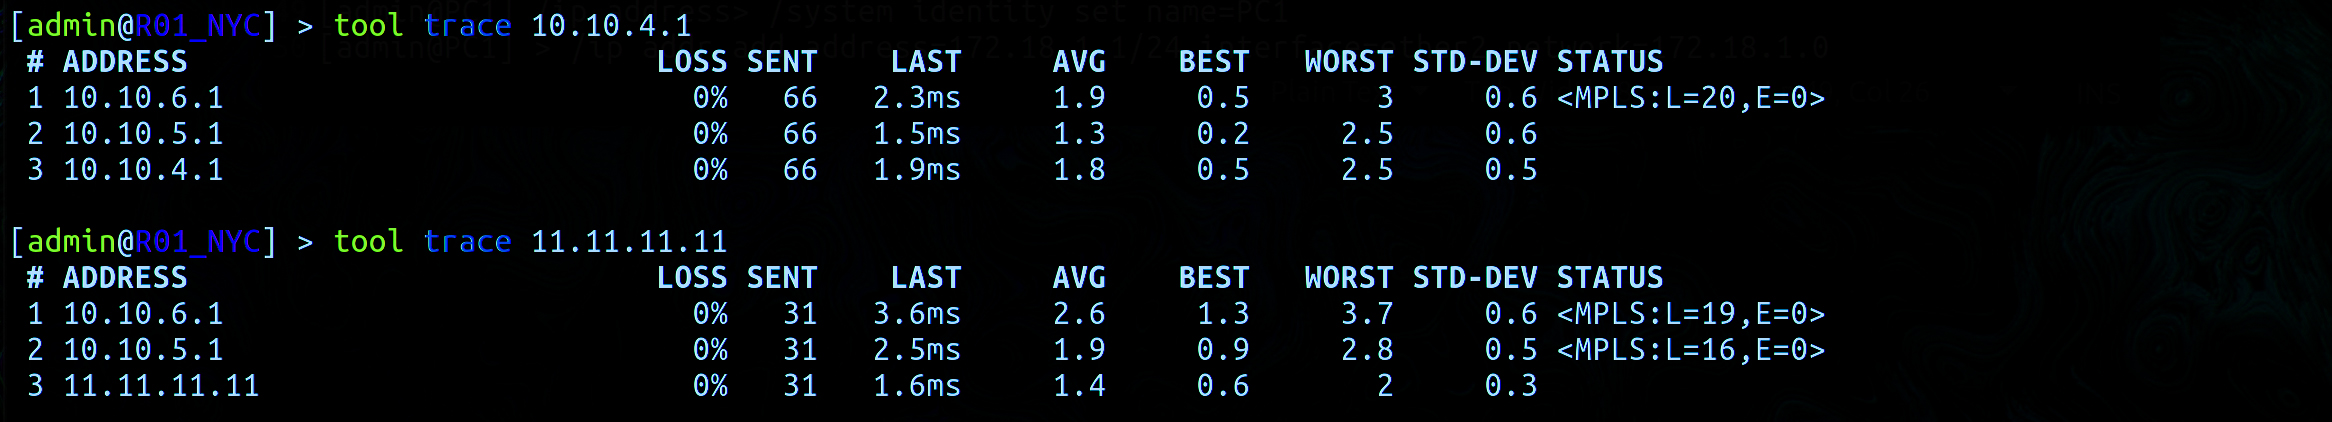 [admin@R01_NYC] > tool trace 10.10.4.1
# ADDRESS LOSS SENT LAST AVG BEST WORST STD-DEV STATUS
1 10.10.6.1 0% 66 2.3ms 1.9 0.5 3 0.6 <MPLS:L=20,E=0>
2 10.10.5.1 0% 66 1.5ms 1.3 0.2 2.5 0.6
3 10.10.4.1 0% 66 1.9ms 1.8 0.5 2.5 0.5
[admin@R01_NYC] > tool trace 11.11.11.11
# ADDRESS LOSS SENT LAST AVG BEST WORST STD-DEV STATUS
1 10.10.6.1 0% 31 3.6ms 2.6 1.3 3.7 0.6 <MPLS:L=19,E=0>
2 10.10.5.1 0% 31 2.5ms 1.9 0.9 2.8 0.5 <MPLS:L=16,E=0>
3 11.11.11.11 0% 31 1.6ms 1.4 0.6 2 0.3